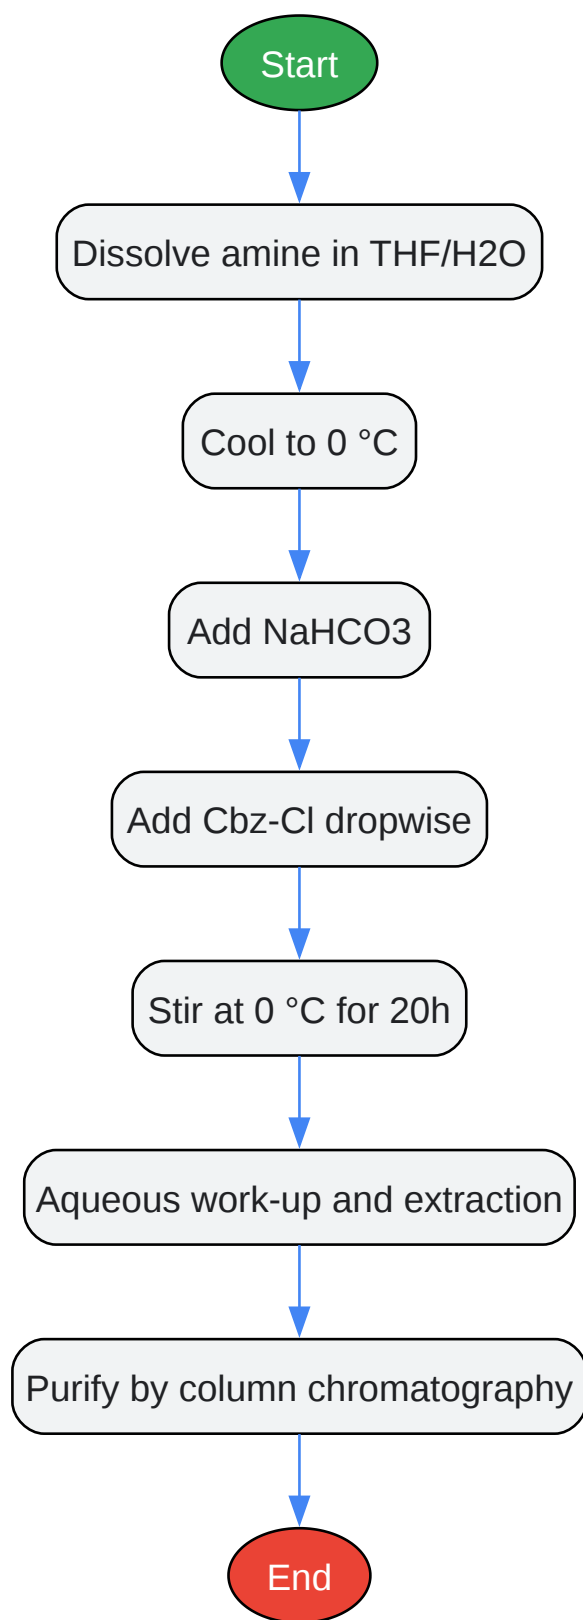 Start
Dissolve amine in THF/H2O
Cool to 0 °C
Add NaHCO3
Add Cbz-Cl dropwise
Stir at 0 °C for 20h
Aqueous work-up and extraction
Purify by column chromatography
End